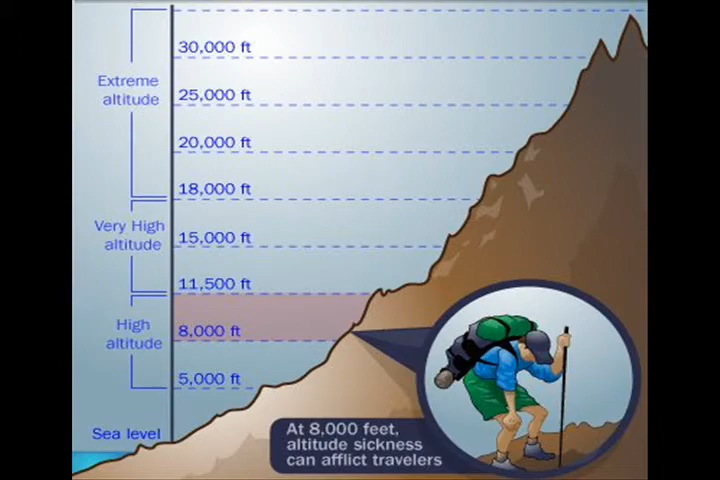 30,000 ft
Extreme
altitude
25,000 ft
20,000 ft
18,000 ft
Very High
altitude
15,000 ft
11,500 ft
High
altitude
8,000 ft
5,000 ft
Sea level
At 8,000 feet,
altitude sickness
can afflict travelers